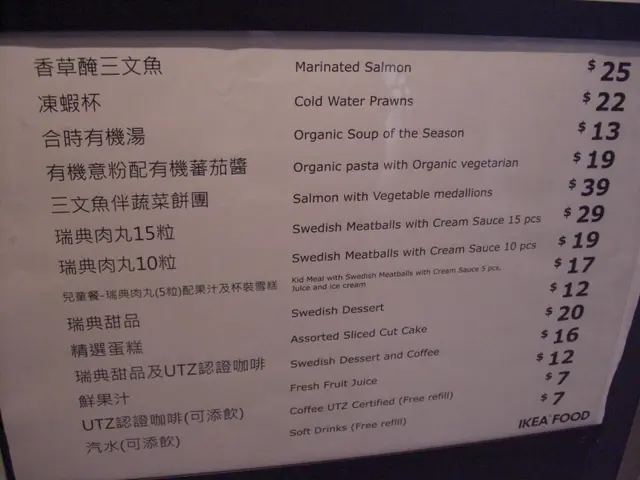 香草醃三文魚 Marinated Salmon $25
凍蝦杯 Cold Water Prawns $22
合時有機湯 Organic Soup of the Season $13
有機意粉配有機蕃茄醬 Organic pasta with Organic vegetarian $19
三文魚伴蔬菜餅團 Salmon with Vegetable medallions $39
瑞典肉丸15粒 Swedish Meatballs with Cream Sauce 15 pcs $29
瑞典肉丸10粒 Swedish Meatballs with Cream Sauce 10 pcs $19
兒童餐-瑞典肉丸(5粒)配果汁及杯裝雪糕 Kid Meal with Swedish Meatballs with Cream Sauce 5 pcs, $17
Juice and ice cream
瑞典甜品 Swedish Dessert $12
精選蛋糕 Assorted Sliced Cut Cake $20
瑞典甜品及UTZ認證咖啡 Swedish Dessert and Coffee $16
鮮果汁 Fresh Fruit Juice $12
UTZ認證咖啡(可添飲) Coffee UTZ Certified (Free refill) $7
汽水(可添飲) Soft Drinks (Free refill) $7
IKEA FOOD